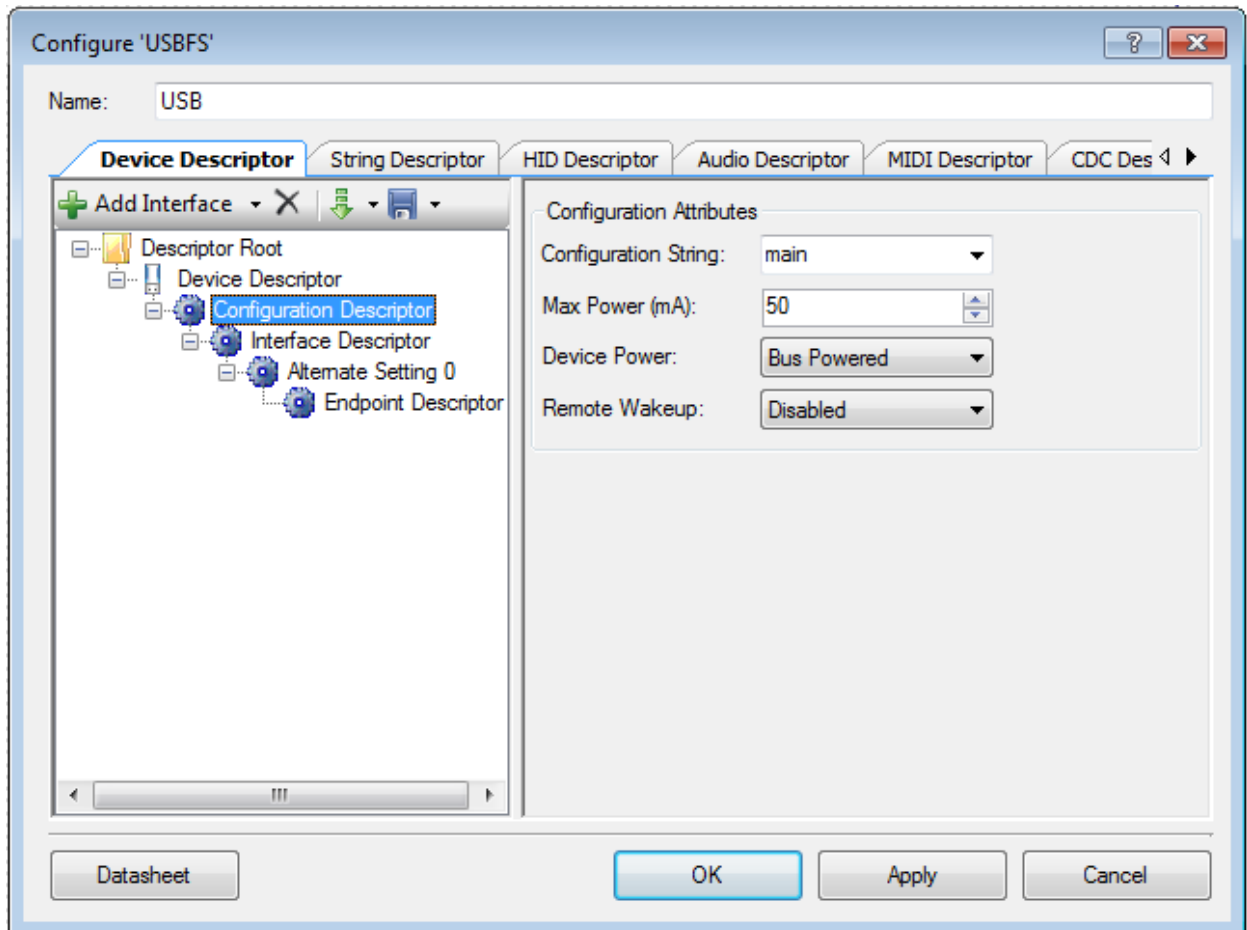 Configure 'USBFS'
Name: USB
Device Descriptor String Descriptor HID Descriptor Audio Descriptor MIDI Descriptor CDC Des
Add Interface
Descriptor Root
Device Descriptor
Configuration Descriptor
Interface Descriptor
Alternate Setting 0
Endpoint Descriptor
Configuration Attributes
Configuration String: main
Max Power (mA): 50
Device Power: Bus Powered
Remote Wakeup: Disabled
Datasheet OK Apply Cancel